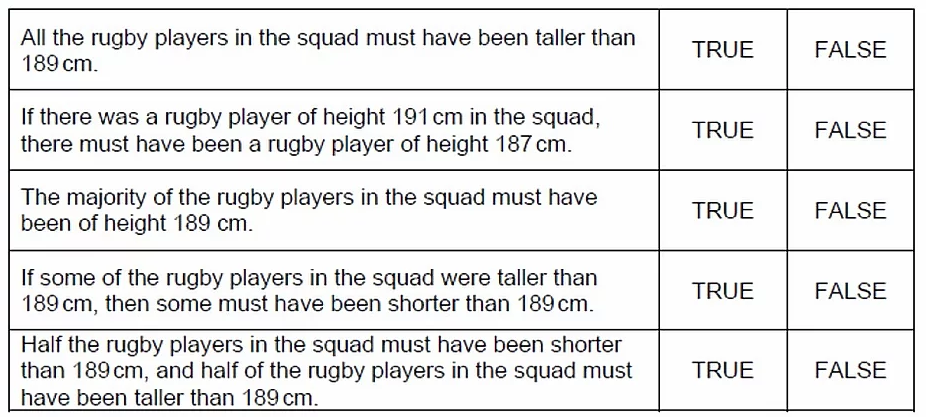 All the rugby players in the squad must have been taller than
189 cm.
TRUE
FALSE
If there was a rugby player of height 191 cm in the squad,
there must have been a rugby player of height 187 cm.
TRUE
FALSE
The majority of the rugby players in the squad must have
been of height 189 cm.
TRUE
FALSE
If some of the rugby players in the squad were taller than
189 cm, then some must have been shorter than 189 cm.
TRUE
FALSE
Half the rugby players in the squad must have been shorter
than 189 cm, and half of the rugby players in the squad must
have been taller than 189 cm.
TRUE
FALSE